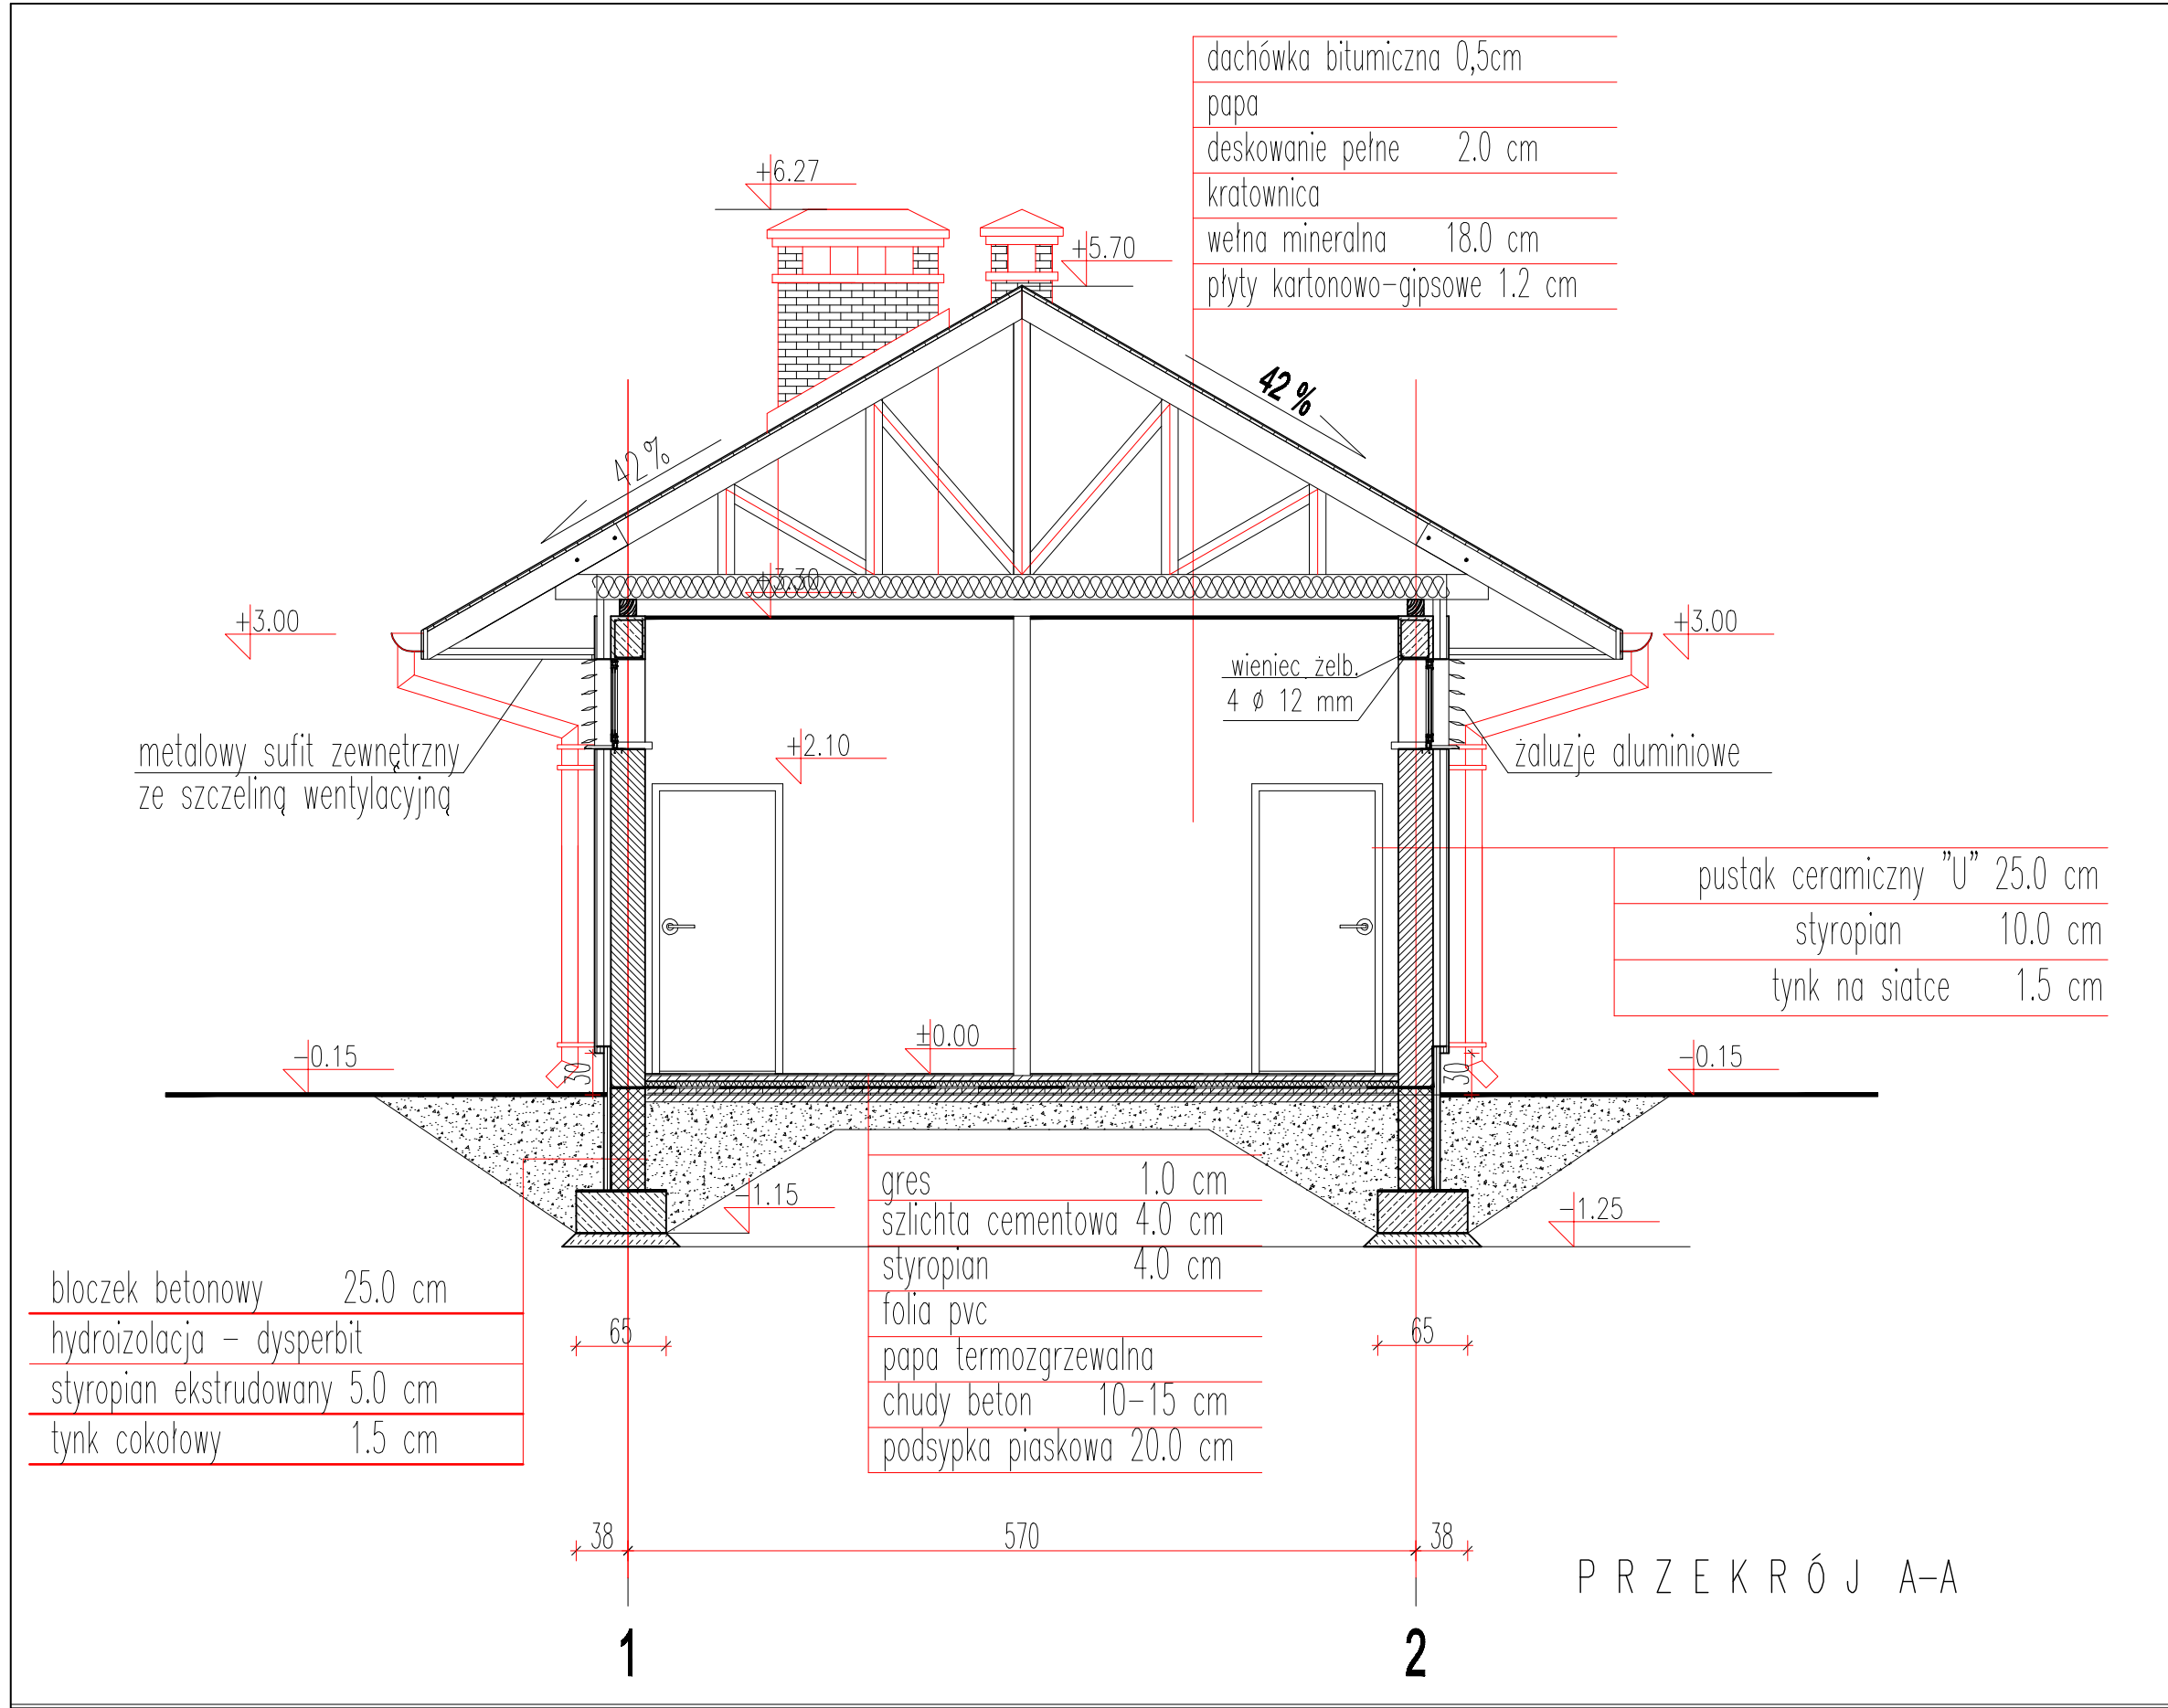 dachówka bitumiczna 0,5cm
papa
deskowanie pełne 2.0 cm
kratownica
wełna mineralna 18.0 cm
płyty kartonowo-gipsowe 1.2 cm
+6.27
+5.70
42%
42%
+3.30
+3.00
+3.00
wieniec żelb.
4 ø 12 mm
+2.10
metalowy sufit zewnętrzny
ze szczeliną wentylacyjną
żaluzje aluminiowe
pustak ceramiczny "U" 25.0 cm
styropian 10.0 cm
tynk na siatce 1.5 cm
±0.00
-0.15
-0.15
30
30
-1.15
-1.25
gres 1.0 cm
szlichta cementowa 4.0 cm
styropian 4.0 cm
folia pvc
papa termozgrzewalna
chudy beton 10-15 cm
podsypka piaskowa 20.0 cm
bloczek betonowy 25.0 cm
hydroizolacja - dysperbit
styropian ekstrudowany 5.0 cm
tynk cokołowy 1.5 cm
65
65
38
570
38
PRZEKRÓJ A-A
1
2